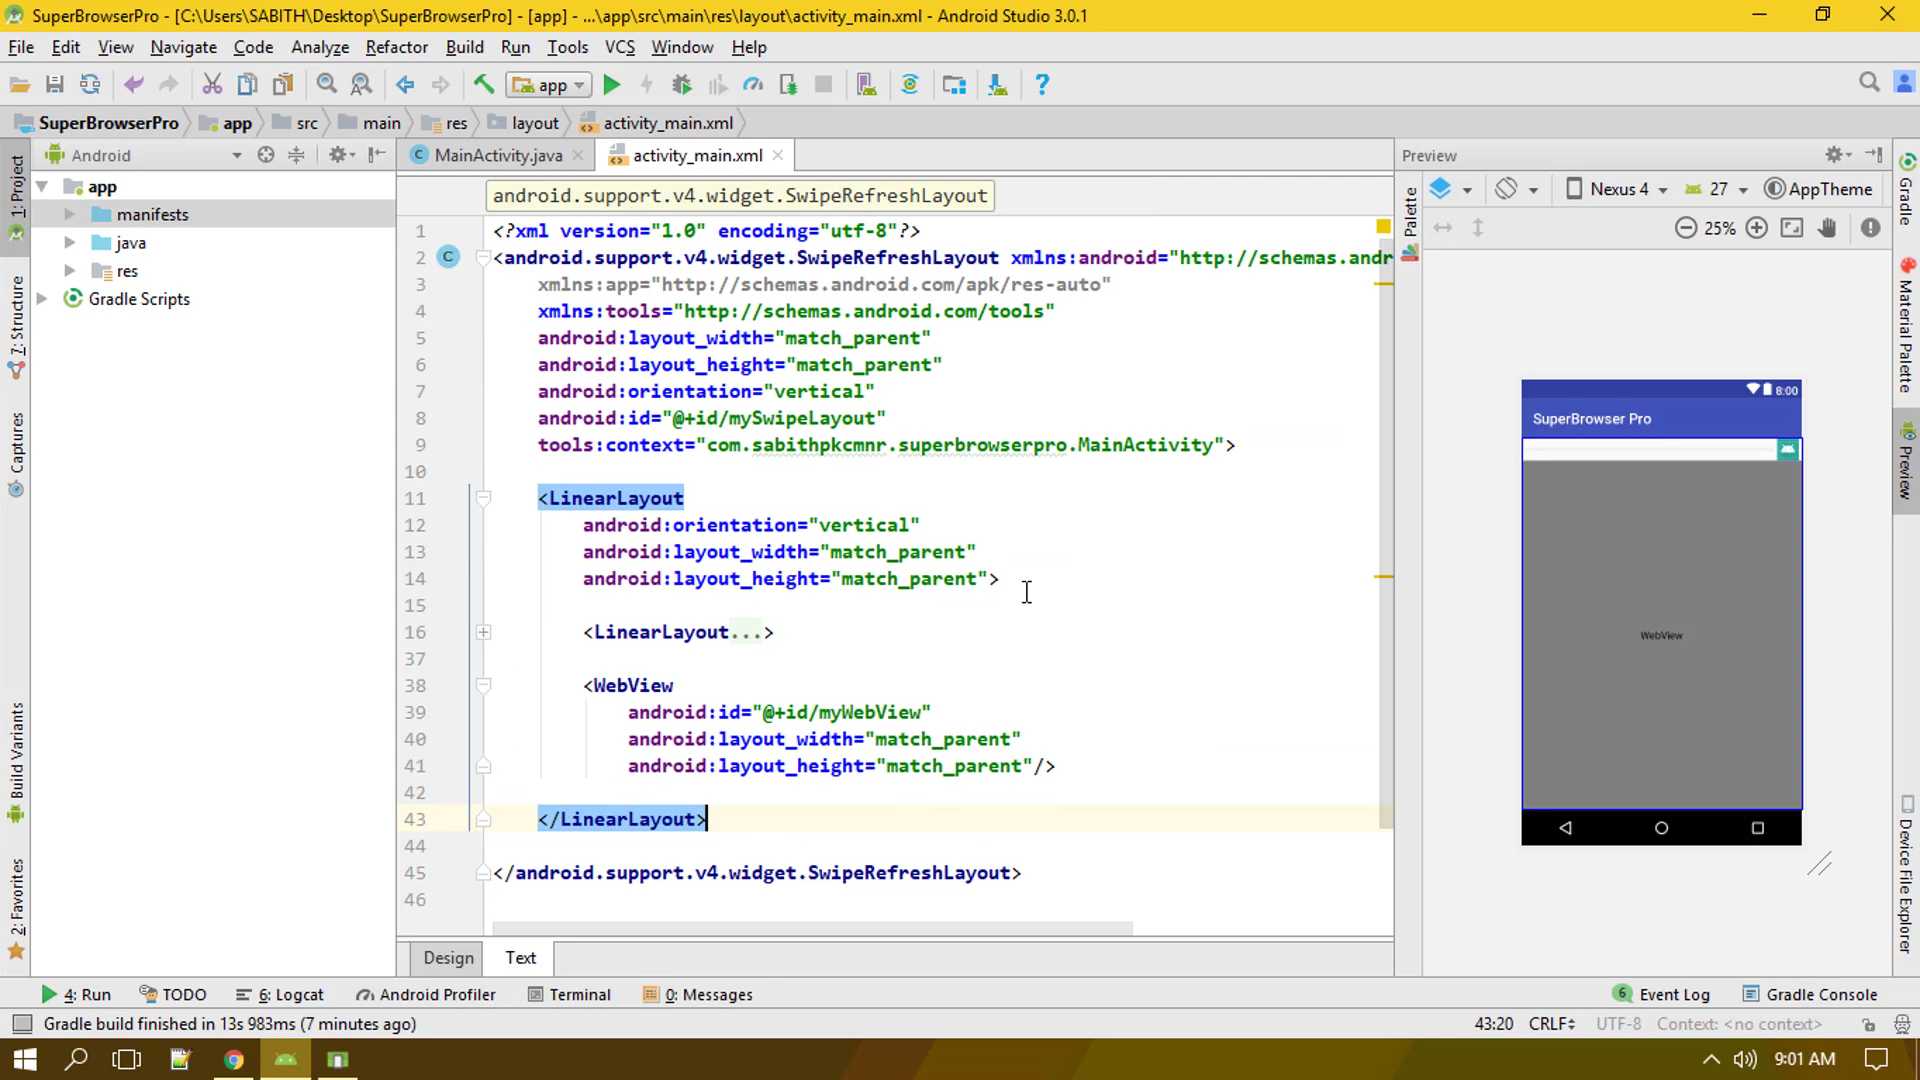 SuperBrowserPro - [C:\Users\SABITH\Desktop\SuperBrowserPro] - [app] - ...\app\src\main\res\layout\activity_main.xml - Android Studio 3.0.1
File Edit View Navigate Code Analyze Refactor Build Run Tools VCS Window Help
app
SuperBrowserPro app src main res layout activity_main.xml
1: Project
Android
MainActivity.java activity_main.xml
Preview
app
manifests
java
res
Gradle Scripts
android.support.v4.widget.SwipeRefreshLayout
Palette
Nexus 4 27 AppTheme
25%
1 <?xml version="1.0" encoding="utf-8"?>
2 <android.support.v4.widget.SwipeRefreshLayout xmlns:android="http://schemas.andr
3 xmlns:app="http://schemas.android.com/apk/res-auto"
4 xmlns:tools="http://schemas.android.com/tools"
5 android:layout_width="match_parent"
6 android:layout_height="match_parent"
7 android:orientation="vertical"
8 android:id="@+id/mySwipeLayout"
9 tools:context="com.sabithpkcmnr.superbrowserpro.MainActivity">
10
11 <LinearLayout
12 android:orientation="vertical"
13 android:layout_width="match_parent"
14 android:layout_height="match_parent">
15
16 <LinearLayout...>
37
38 <WebView
39 android:id="@+id/myWebView"
40 android:layout_width="match_parent"
41 android:layout_height="match_parent"/>
42
43 </LinearLayout>
44
45 </android.support.v4.widget.SwipeRefreshLayout>
46
8:00
SuperBrowser Pro
WebView
7: Structure
Captures
Build Variants
2: Favorites
Gradle
Material Palette
Preview
Device File Explorer
Design Text
4: Run TODO 6: Logcat Android Profiler Terminal 0: Messages
6 Event Log Gradle Console
Gradle build finished in 13s 983ms (7 minutes ago)
43:20 CRLF UTF-8 Context: <no context>
9:01 AM